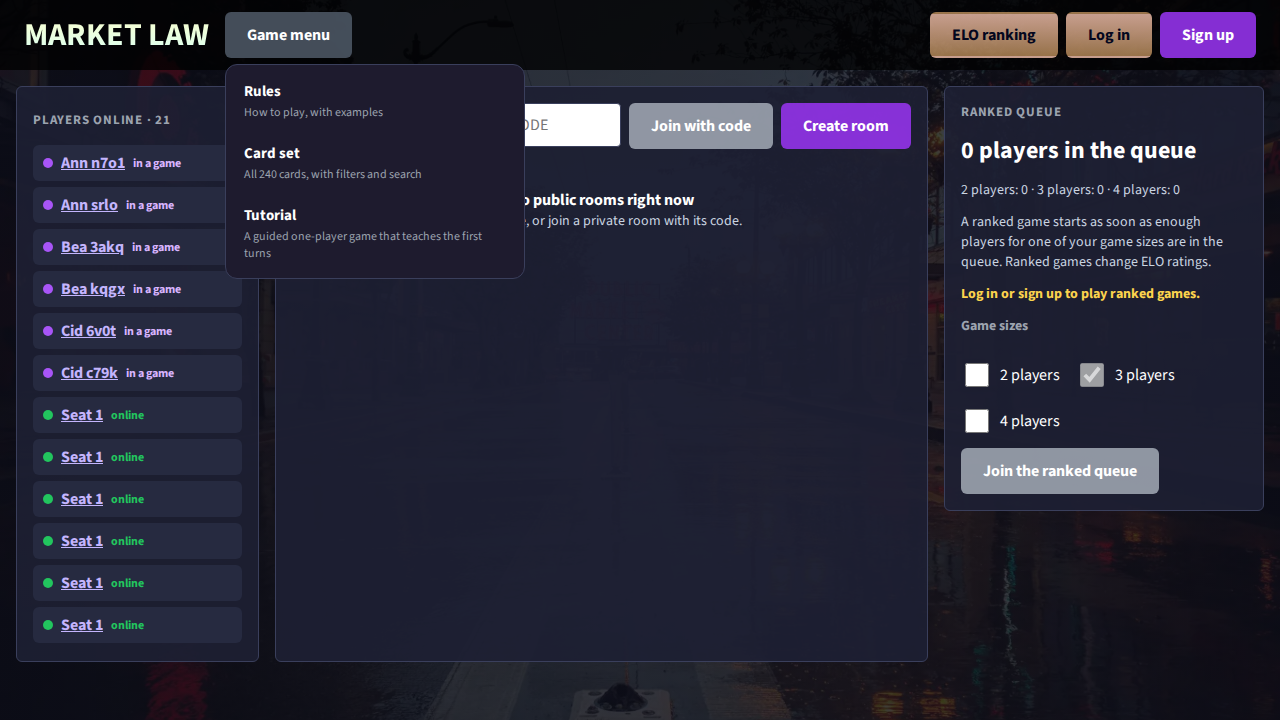 MARKET LAW
Game menu
ELO ranking
Log in
Sign up
Rules
How to play, with examples
Card set
All 240 cards, with filters and search
Tutorial
A guided one-player game that teaches the first
turns
PLAYERS ONLINE · 21
Ann n7o1 in a game
Ann srlo in a game
Bea 3akq in a game
Bea kqgx in a game
Cid 6v0t in a game
Cid c79k in a game
Seat 1 online
Seat 1 online
Seat 1 online
Seat 1 online
Seat 1 online
Seat 1 online
Join with code
Create room
public rooms right now
, or join a private room with its code.
RANKED QUEUE
0 players in the queue
2 players: 0 · 3 players: 0 · 4 players: 0
A ranked game starts as soon as enough
players for one of your game sizes are in the
queue. Ranked games change ELO ratings.
Log in or sign up to play ranked games.
Game sizes
2 players
3 players
4 players
Join the ranked queue